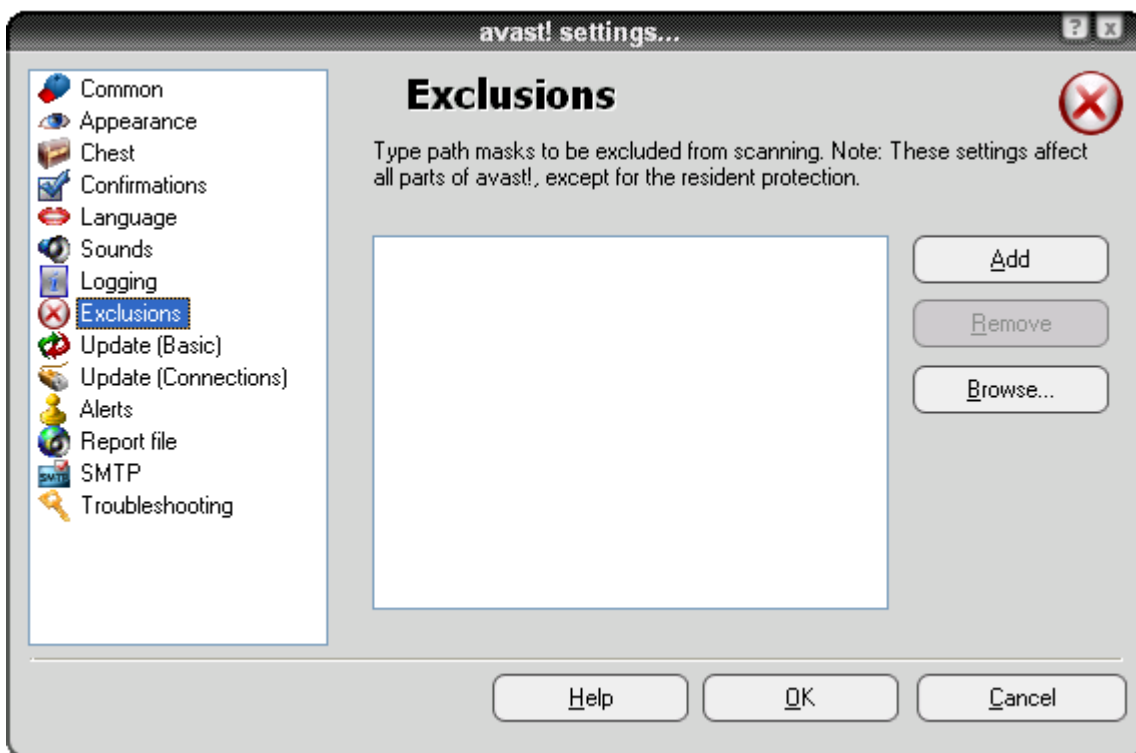 avast! settings...
? x
Common
Appearance
Chest
Confirmations
Language
Sounds
Logging
Exclusions
Update (Basic)
Update (Connections)
Alerts
Report file
SMTP
SMTP
Troubleshooting
Exclusions
Type path masks to be excluded from scanning. Note: These settings affect
all parts of avast!, except for the resident protection.
Add
Remove
Browse...
Help
OK
Cancel